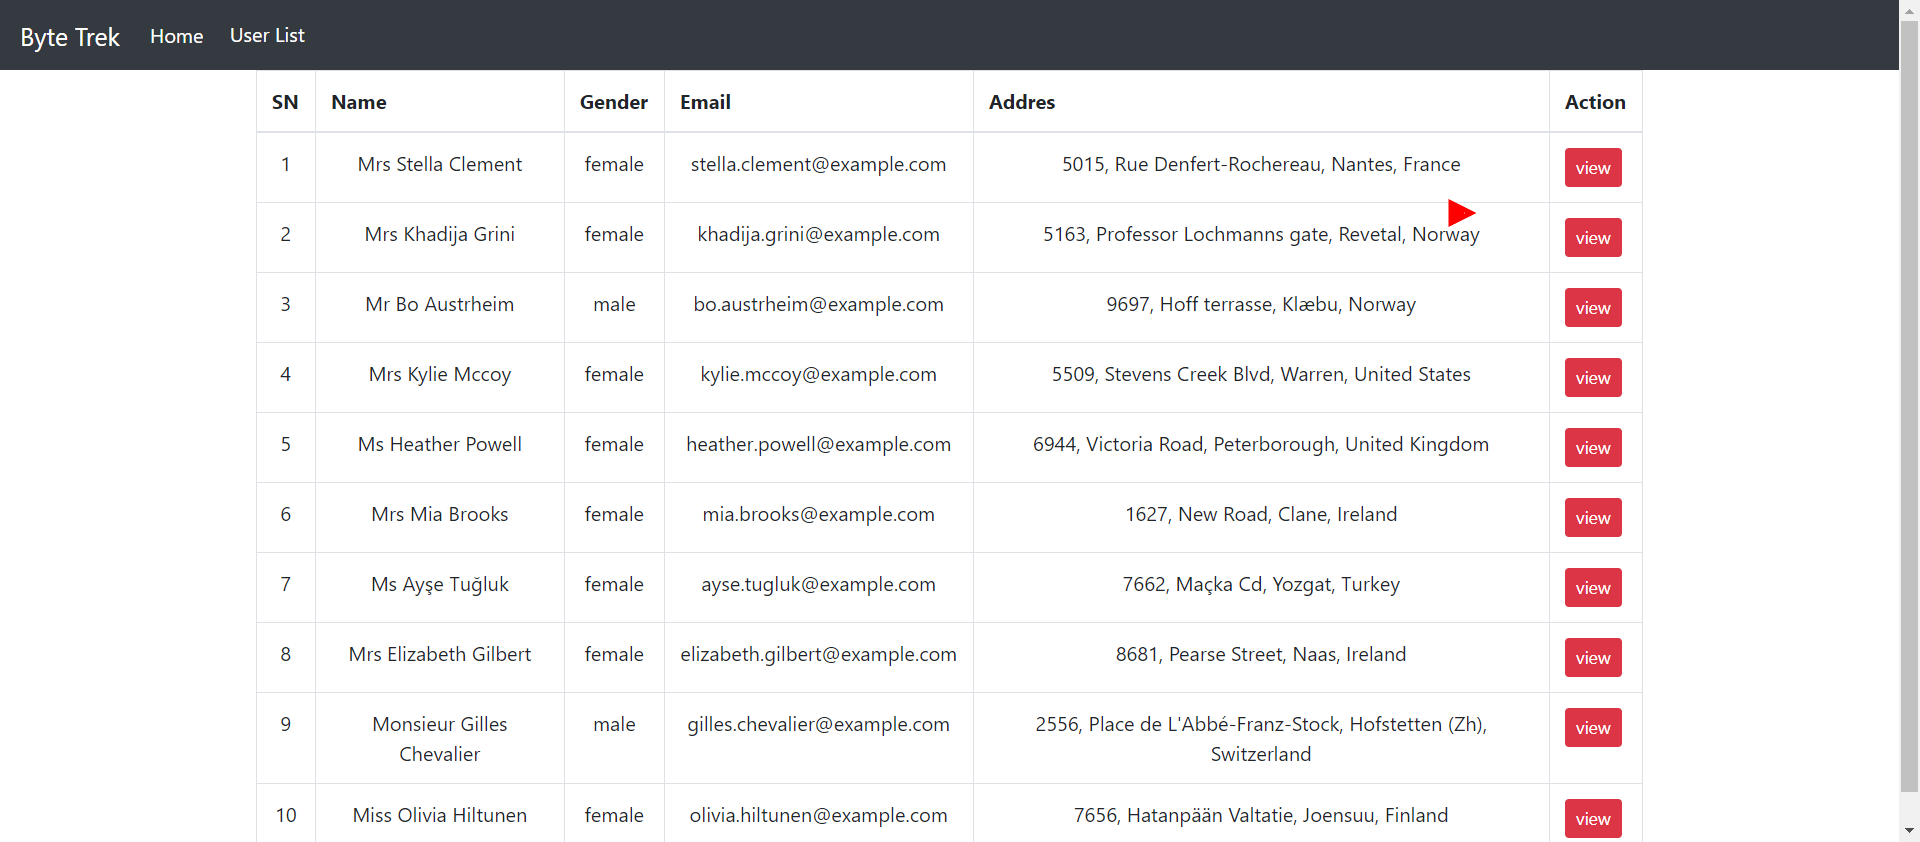 Byte Trek Home User List
SN Name Gender Email Addres Action
1 Mrs Stella Clement female stella.clement@example.com 5015, Rue Denfert-Rochereau, Nantes, France view
2 Mrs Khadija Grini female khadija.grini@example.com 5163, Professor Lochmanns gate, Revetal, Norway view
3 Mr Bo Austrheim male bo.austrheim@example.com 9697, Hoff terrasse, Klæbu, Norway view
4 Mrs Kylie Mccoy female kylie.mccoy@example.com 5509, Stevens Creek Blvd, Warren, United States view
5 Ms Heather Powell female heather.powell@example.com 6944, Victoria Road, Peterborough, United Kingdom view
6 Mrs Mia Brooks female mia.brooks@example.com 1627, New Road, Clane, Ireland view
7 Ms Ayşe Tuğluk female ayse.tugluk@example.com 7662, Maçka Cd, Yozgat, Turkey view
8 Mrs Elizabeth Gilbert female elizabeth.gilbert@example.com 8681, Pearse Street, Naas, Ireland view
9 Monsieur Gilles male gilles.chevalier@example.com 2556, Place de L'Abbé-Franz-Stock, Hofstetten (Zh), view
Chevalier Switzerland
10 Miss Olivia Hiltunen female olivia.hiltunen@example.com 7656, Hatanpään Valtatie, Joensuu, Finland view